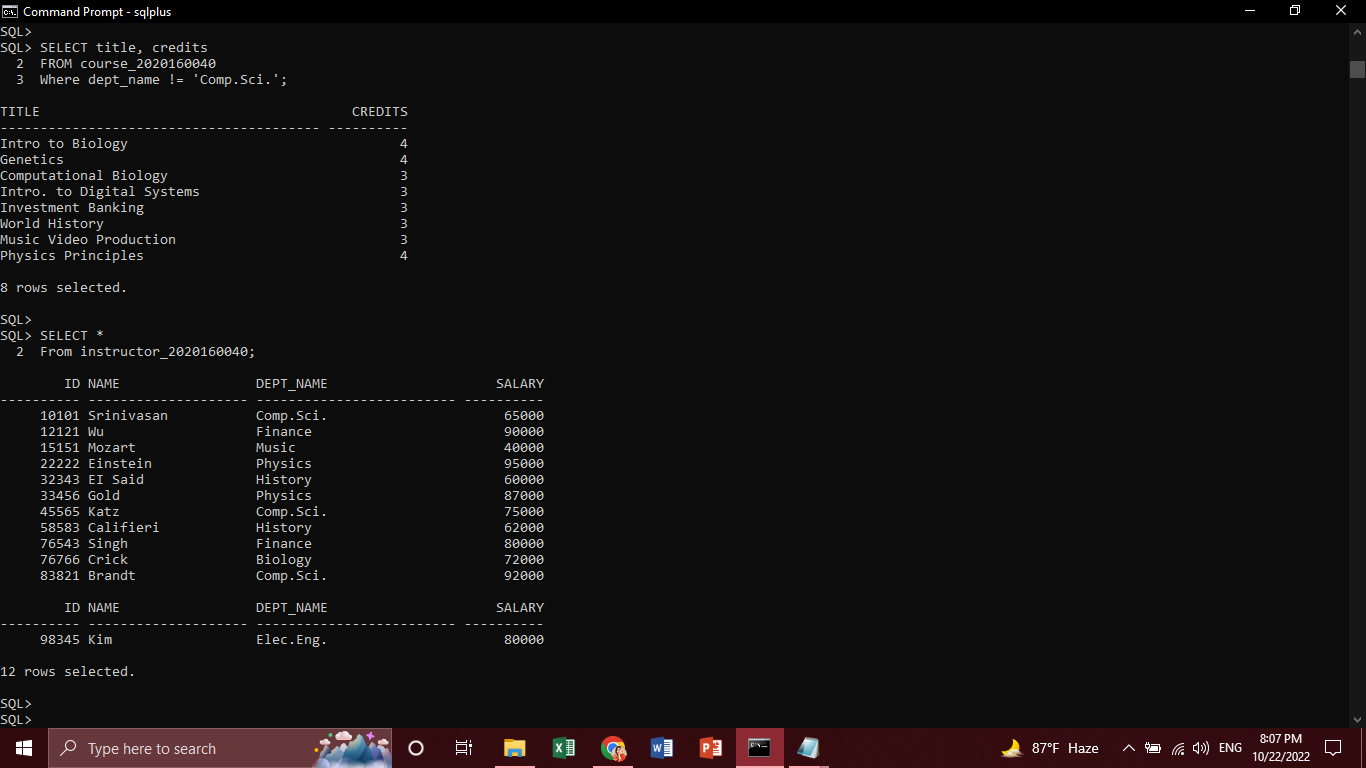 Command Prompt - sqlplus
SQL>
SQL> SELECT title, credits
  2  FROM course_2020160040
  3  Where dept_name != 'Comp.Sci.';
TITLE                                       CREDITS
---------------------------------------- ----------
Intro to Biology                                  4
Genetics                                          4
Computational Biology                             3
Intro. to Digital Systems                         3
Investment Banking                                3
World History                                     3
Music Video Production                            3
Physics Principles                                4
8 rows selected.
SQL>
SQL> SELECT *
  2  From instructor_2020160040;
        ID NAME                 DEPT_NAME                     SALARY
---------- -------------------- ------------------------- ----------
     10101 Srinivasan           Comp.Sci.                      65000
     12121 Wu                   Finance                        90000
     15151 Mozart               Music                          40000
     22222 Einstein             Physics                        95000
     32343 EI Said              History                        60000
     33456 Gold                 Physics                        87000
     45565 Katz                 Comp.Sci.                      75000
     58583 Califieri            History                        62000
     76543 Singh                Finance                        80000
     76766 Crick                Biology                        72000
     83821 Brandt               Comp.Sci.                      92000
        ID NAME                 DEPT_NAME                     SALARY
---------- -------------------- ------------------------- ----------
     98345 Kim                  Elec.Eng.                      80000
12 rows selected.
SQL>
SQL>
Type here to search
87°F Haze
ENG
8:07 PM
10/22/2022